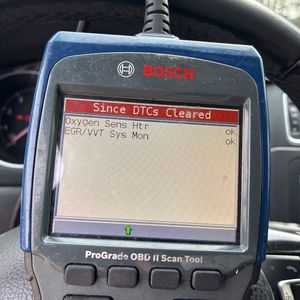 BOSCH
Since DTCs Cleared
Oxygen Sens Htr ok
EGR/VVT Sys Mon ok
ProGrade OBD II Scan Tool